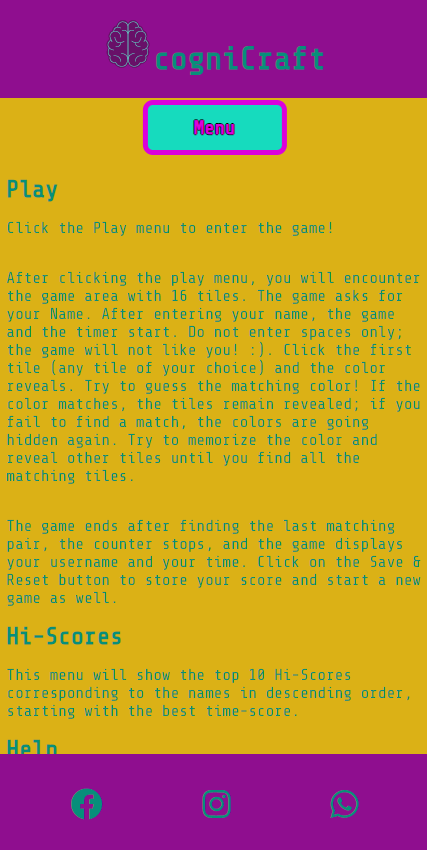 cogniCraft
Menu
Play
Click the Play menu to enter the game!
After clicking the play menu, you will encounter
the game area with 16 tiles. The game asks for
your Name. After entering your name, the game
and the timer start. Do not enter spaces only;
the game will not like you! :). Click the first
tile (any tile of your choice) and the color
reveals. Try to guess the matching color! If the
color matches, the tiles remain revealed; if you
fail to find a match, the colors are going
hidden again. Try to memorize the color and
reveal other tiles until you find all the
matching tiles.
The game ends after finding the last matching
pair, the counter stops, and the game displays
your username and your time. Click on the Save &
Reset button to store your score and start a new
game as well.
Hi-Scores
This menu will show the top 10 Hi-Scores
corresponding to the names in descending order,
starting with the best time-score.
Help